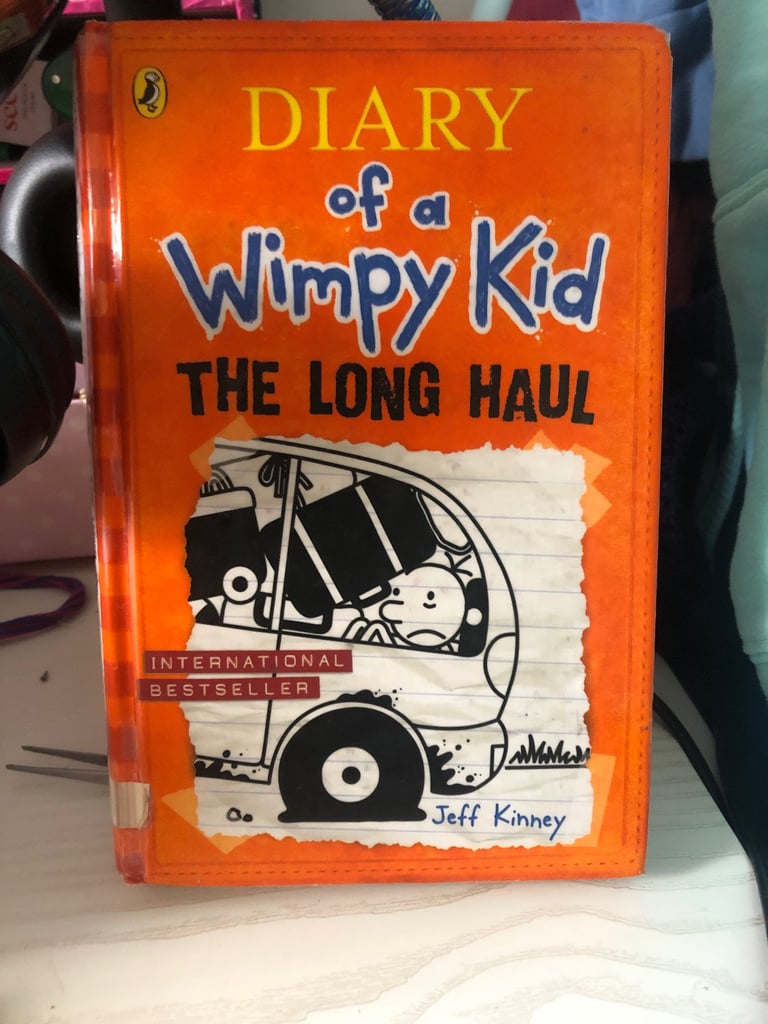 DIARY
of a
Wimpy Kid
THE LONG HAUL
INTERNATIONAL
BESTSELLER
Jeff Kinney